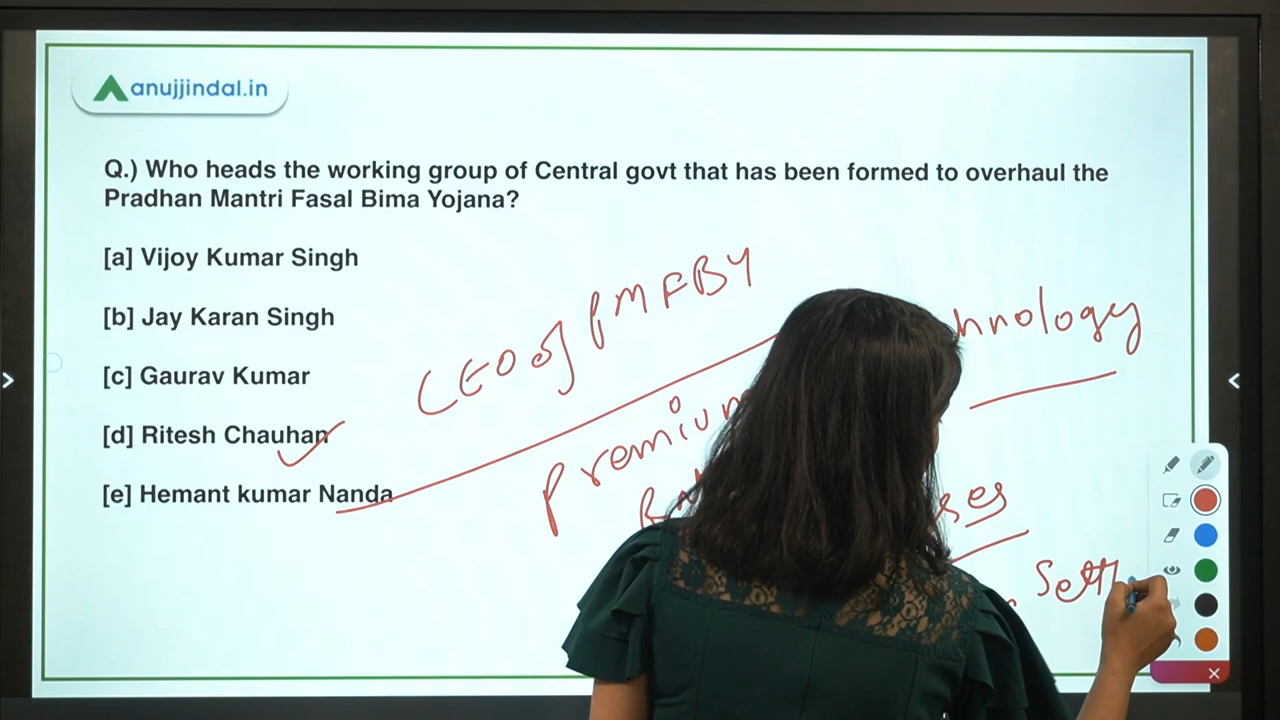 anujjindal.in
Q.) Who heads the working group of Central govt that has been formed to overhaul the
Pradhan Mantri Fasal Bima Yojana?
[a] Vijoy Kumar Singh
[b] Jay Karan Singh
[c] Gaurav Kumar
[d] Ritesh Chauhan
[e] Hemant kumar Nanda
CEO of PMFBY
hnology
Premium
ses
Settl